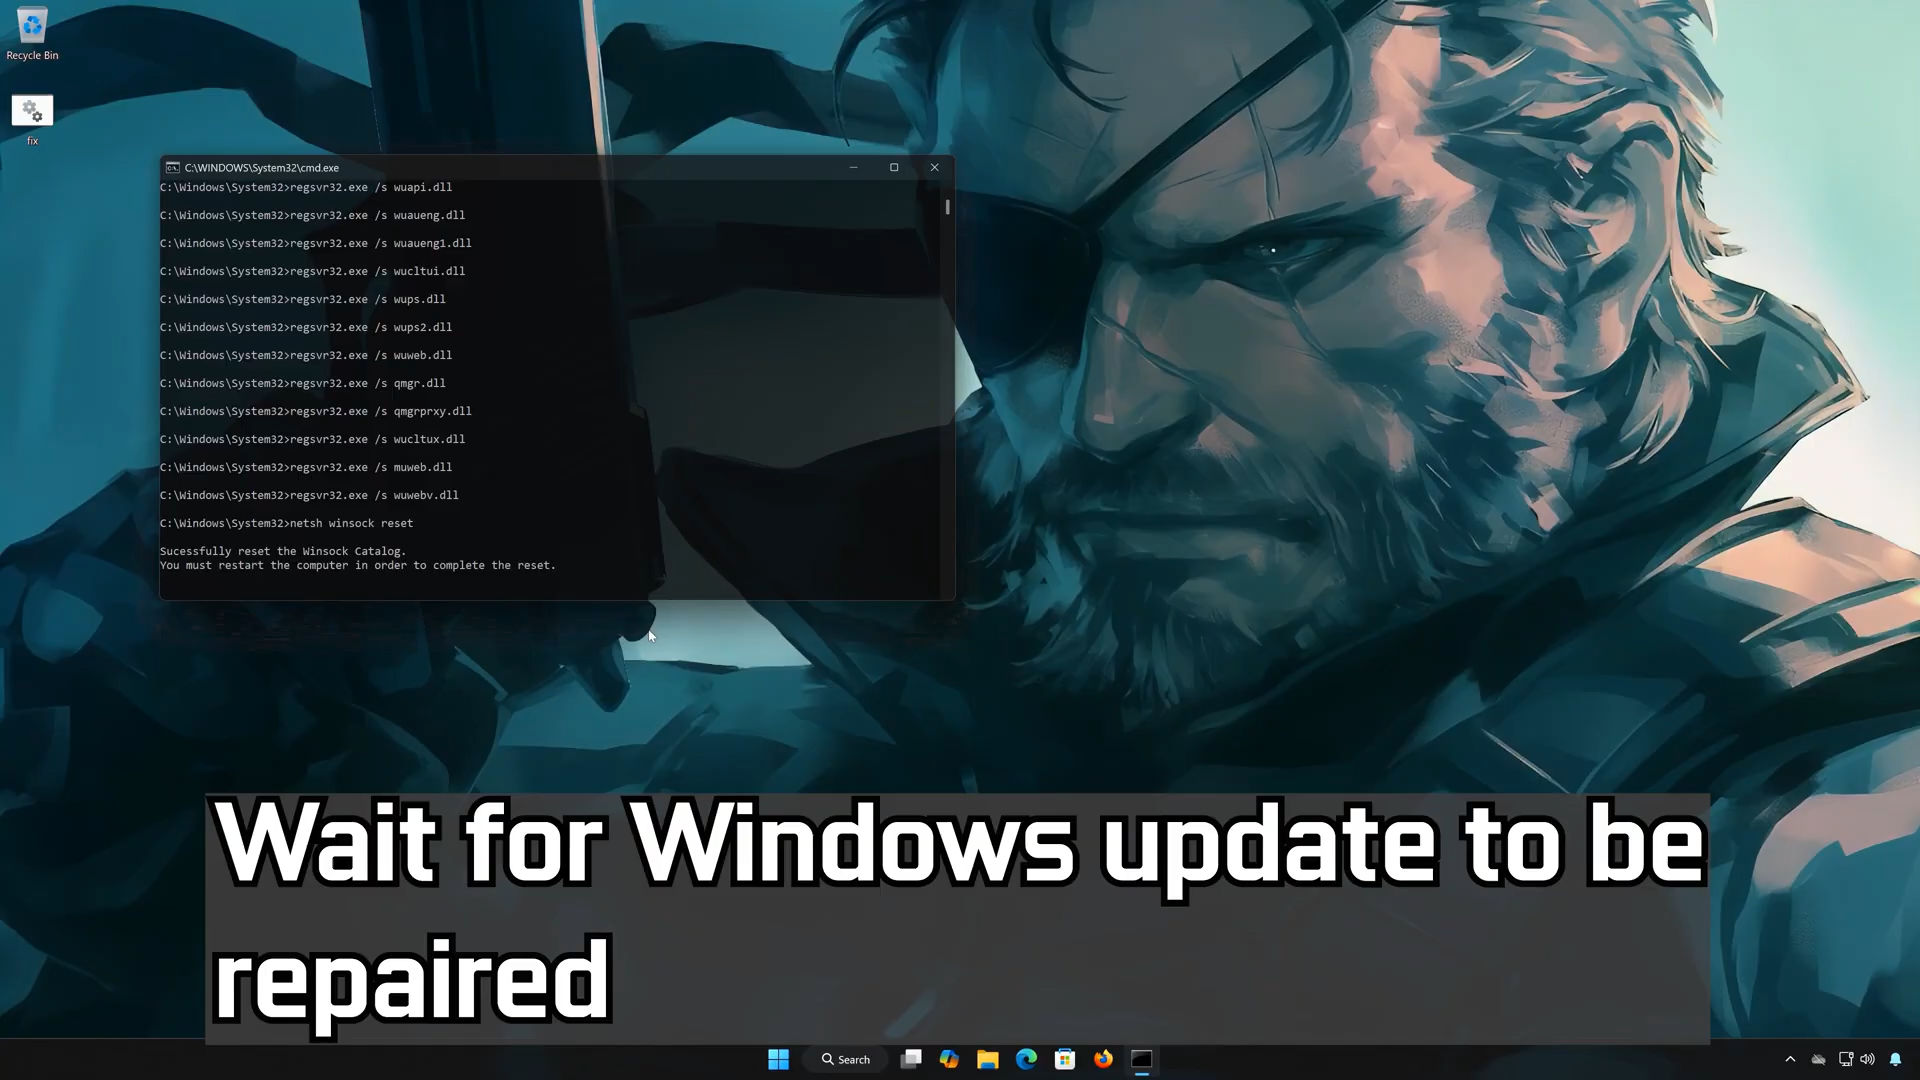 Recycle Bin
fix
C:\WINDOWS\System32\cmd.exe
C:\Windows\System32>regsvr32.exe /s wuapi.dll
C:\Windows\System32>regsvr32.exe /s wuaueng.dll
C:\Windows\System32>regsvr32.exe /s wuaueng1.dll
C:\Windows\System32>regsvr32.exe /s wucltui.dll
C:\Windows\System32>regsvr32.exe /s wups.dll
C:\Windows\System32>regsvr32.exe /s wups2.dll
C:\Windows\System32>regsvr32.exe /s wuweb.dll
C:\Windows\System32>regsvr32.exe /s qmgr.dll
C:\Windows\System32>regsvr32.exe /s qmgrprxy.dll
C:\Windows\System32>regsvr32.exe /s wucltux.dll
C:\Windows\System32>regsvr32.exe /s muweb.dll
C:\Windows\System32>regsvr32.exe /s wuwebv.dll
C:\Windows\System32>netsh winsock reset
Sucessfully reset the Winsock Catalog.
You must restart the computer in order to complete the reset.
Wait for Windows update to be
repaired
Search